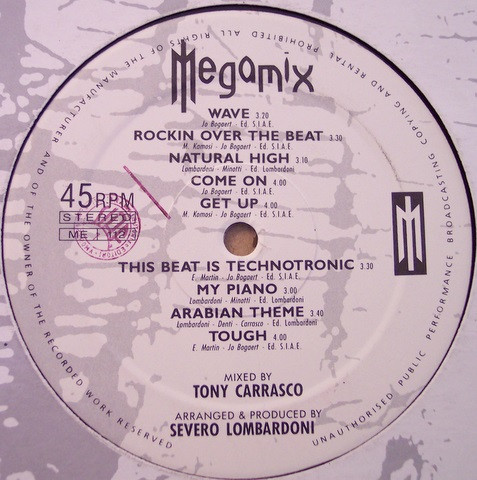 Megamix
WAVE 3.20
Jo Bogaert - Ed. S.I.A.E.
ROCKIN OVER THE BEAT 3.30
M. Kamosi - Jo Bogaert - Ed. S.I.A.E.
NATURAL HIGH 3.10
Lombardoni - Minotti - Ed. Lombardoni
COME ON 4.00
Jo Bogaert - Ed. S.I.A.E.
GET UP 4.00
M. Kamosi - Jo Bogaert - Ed. S.I.A.E.
45 RPM
STEREO
THIS BEAT IS TECHNOTRONIC 3.30
E. Martin - Jo Bogaert - Ed. S.I.A.E.
MY PIANO 3.00
Lombardoni - Minotti - Ed. Lombardoni
ARABIAN THEME 3.40
Lombardoni - Denti - Carrasco - Ed. Lombardoni
TOUGH 4.00
E. Martin - Jo Bogaert - Ed. S.I.A.E.
MIXED BY
TONY CARRASCO
ARRANGED & PRODUCED BY
SEVERO LOMBARDONI
ALL RIGHTS OF THE MANUFACTURER AND OF THE OWNER OF THE RECORDED WORK RESERVED
UNAUTHORISED PUBLIC PERFORMANCE BROADCASTING COPYING AND RENTAL PROHIBITED